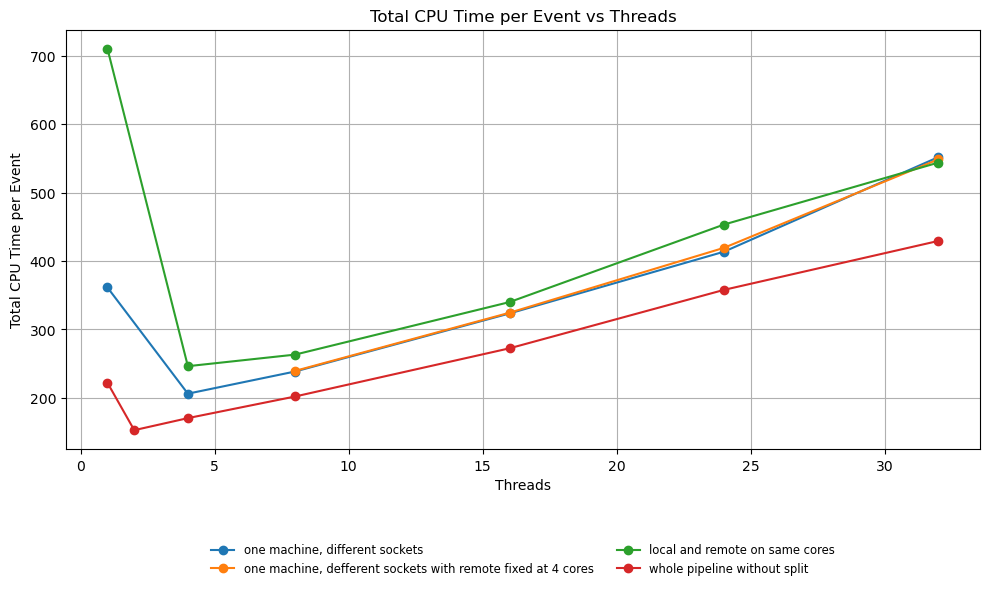 Total CPU Time per Event vs Threads
Total CPU Time per Event
700
600
500
400
300
200
0 5 10 15 20 25 30
Threads
one machine, different sockets
one machine, defferent sockets with remote fixed at 4 cores
local and remote on same cores
whole pipeline without split